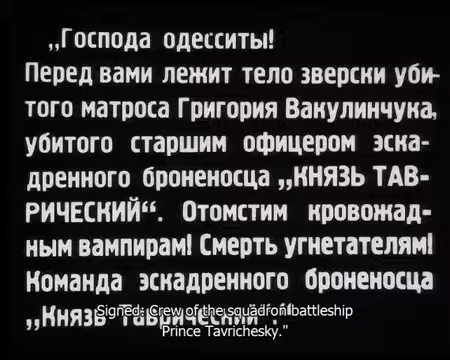 „Господа одесситы!
Перед вами лежит тело зверски уби-
того матроса Григория Вакулинчука,
убитого старшим офицером эска-
дренного броненосца „КНЯЗЬ ТАВ-
РИЧЕСКИЙ“. Отомстим кровожад-
ным вампирам! Смерть угнетателям!
Команда эскадренного броненосца
„Князь Таврический“."
Signed: Crew of the squadron battleship
Prince Tavrichesky."